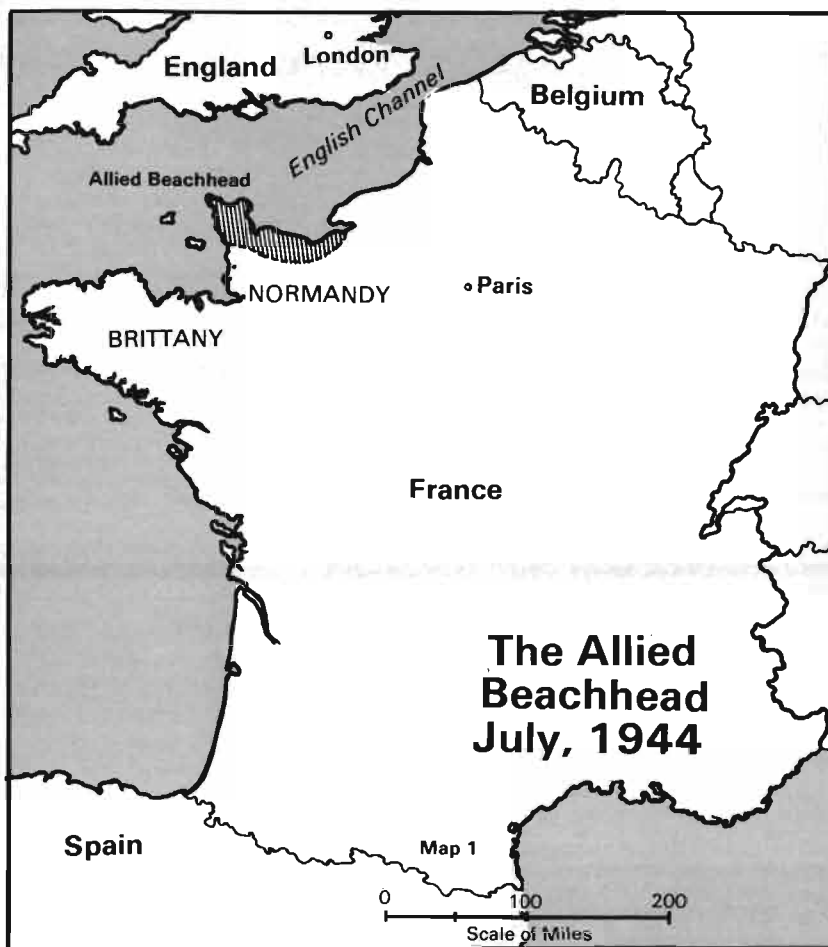 London
England
English Channel
Belgium
Allied Beachhead
NORMANDY
Paris
BRITTANY
France
The Allied
Beachhead
July, 1944
Spain
Map 1
0 100 200
Scale of Miles